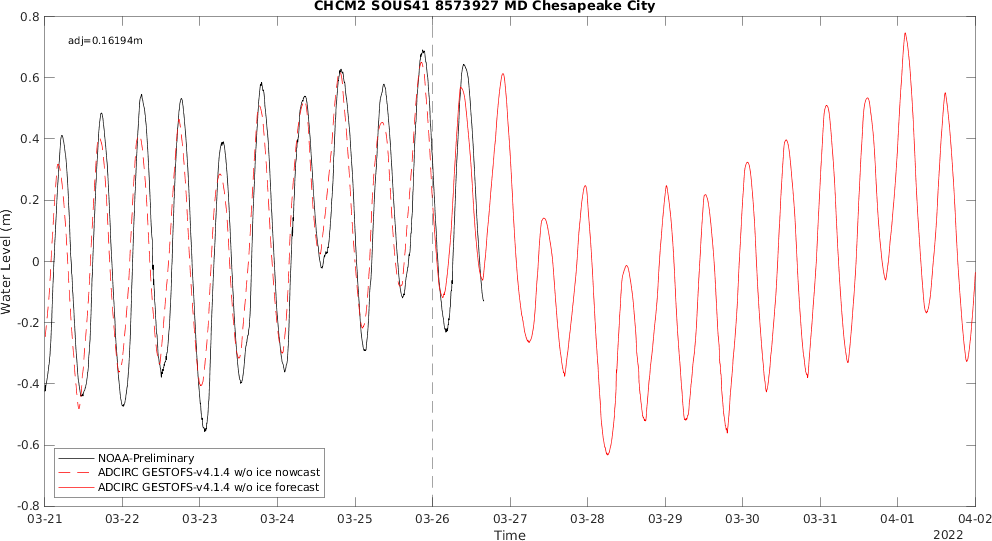 CHCM2 SOUS41 8573927 MD Chesapeake City
adj=0.16194m
0.8
0.6
0.4
0.2
0
-0.2
-0.4
-0.6
-0.8
Water Level (m)
NOAA-Preliminary
ADCIRC GESTOFS-v4.1.4 w/o ice nowcast
ADCIRC GESTOFS-v4.1.4 w/o ice forecast
03-21 03-22 03-23 03-24 03-25 03-26 03-27 03-28 03-29 03-30 03-31 04-01 04-02
Time
2022